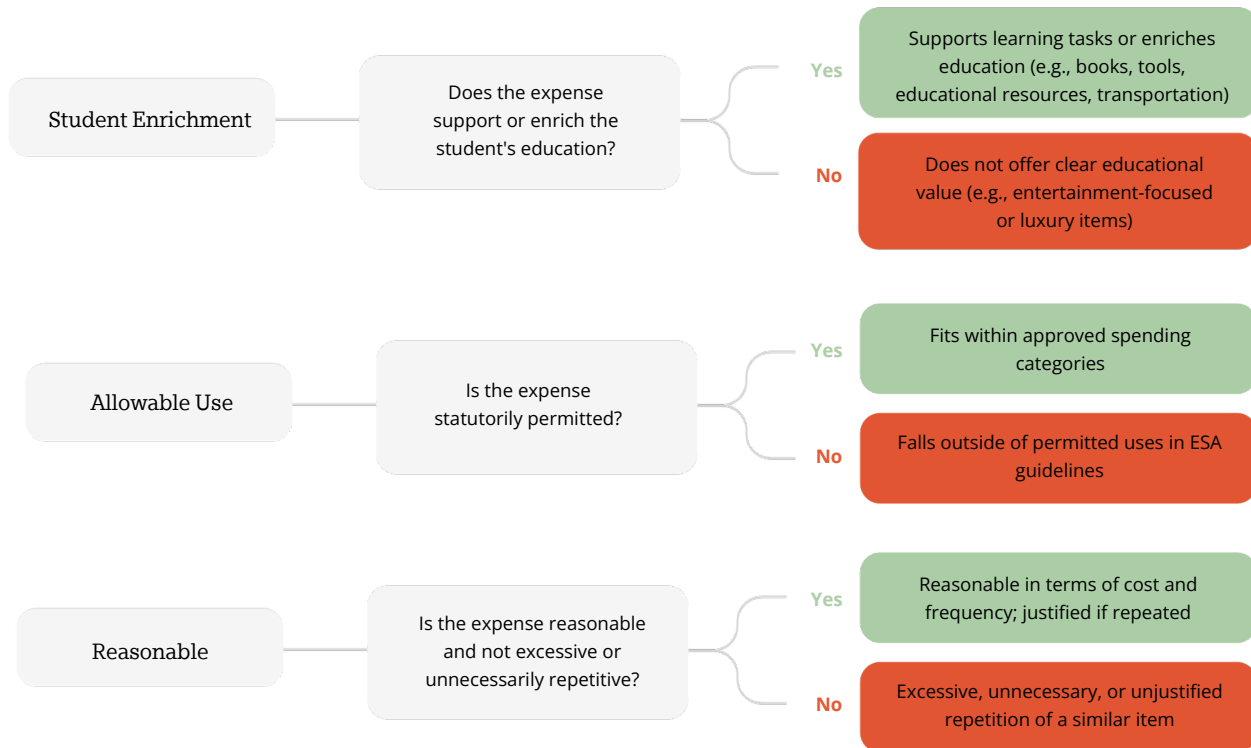 Student Enrichment
Does the expense
support or enrich the
student's education?
Yes
Supports learning tasks or enriches
education (e.g., books, tools,
educational resources, transportation)
No
Does not offer clear educational
value (e.g., entertainment-focused
or luxury items)
Allowable Use
Is the expense
statutorily permitted?
Yes
Fits within approved spending
categories
No
Falls outside of permitted uses in ESA
guidelines
Reasonable
Is the expense reasonable
and not excessive or
unnecessarily repetitive?
Yes
Reasonable in terms of cost and
frequency; justified if repeated
No
Excessive, unnecessary, or unjustified
repetition of a similar item